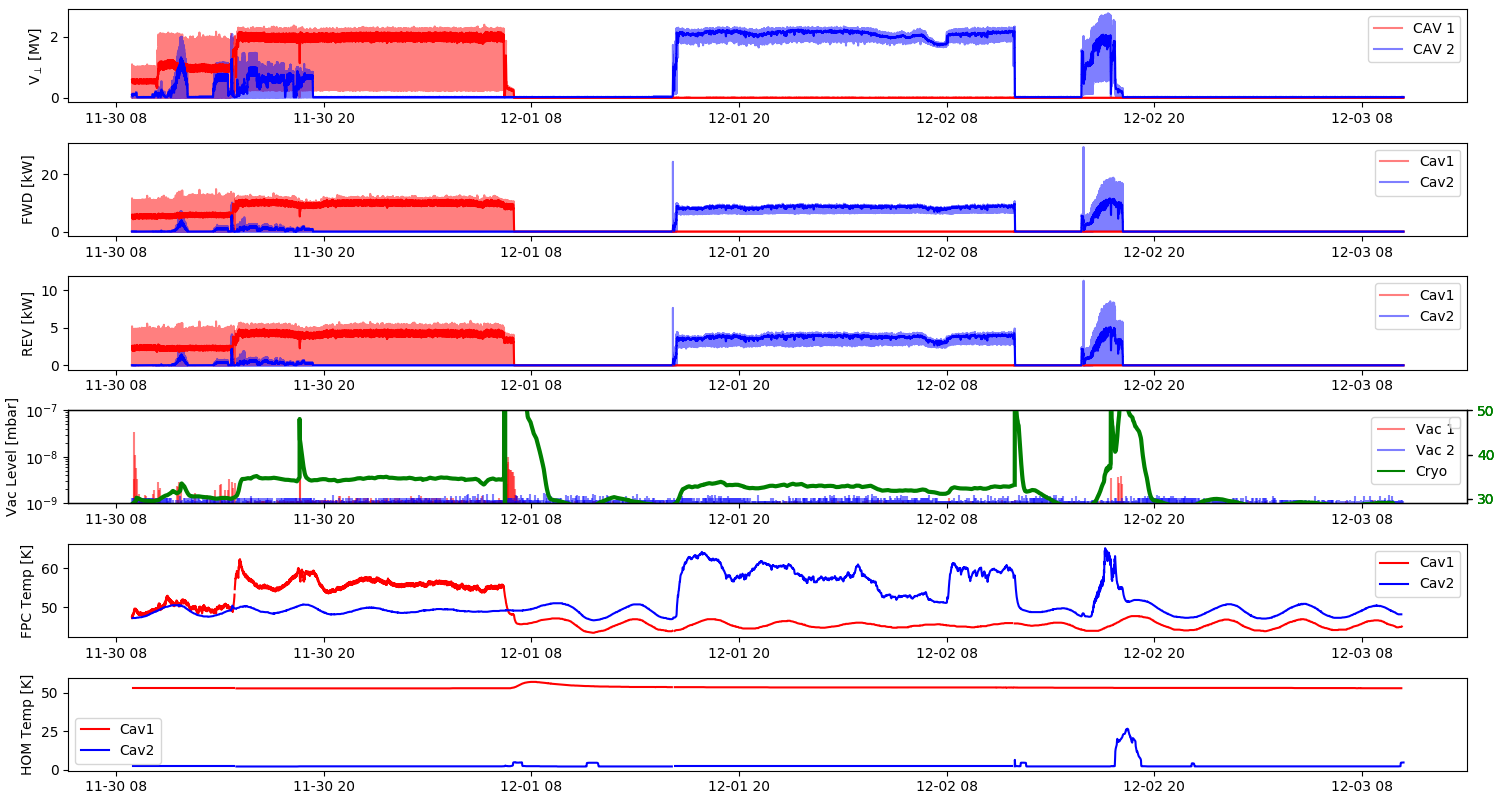 V⊥ [MV]
2
0
CAV 1
CAV 2
11-30 08 11-30 20 12-01 08 12-01 20 12-02 08 12-02 20 12-03 08
FWD [kW]
20
0
Cav1
Cav2
11-30 08 11-30 20 12-01 08 12-01 20 12-02 08 12-02 20 12-03 08
REV [kW]
10
5
0
Cav1
Cav2
11-30 08 11-30 20 12-01 08 12-01 20 12-02 08 12-02 20 12-03 08
Vac Level [mbar]
10⁻⁷
10⁻⁸
10⁻⁹
Vac 1
Vac 2
Cryo
50
40
30
11-30 08 11-30 20 12-01 08 12-01 20 12-02 08 12-02 20 12-03 08
FPC Temp [K]
60
50
Cav1
Cav2
11-30 08 11-30 20 12-01 08 12-01 20 12-02 08 12-02 20 12-03 08
HOM Temp [K]
50
25
0
Cav1
Cav2
11-30 08 11-30 20 12-01 08 12-01 20 12-02 08 12-02 20 12-03 08